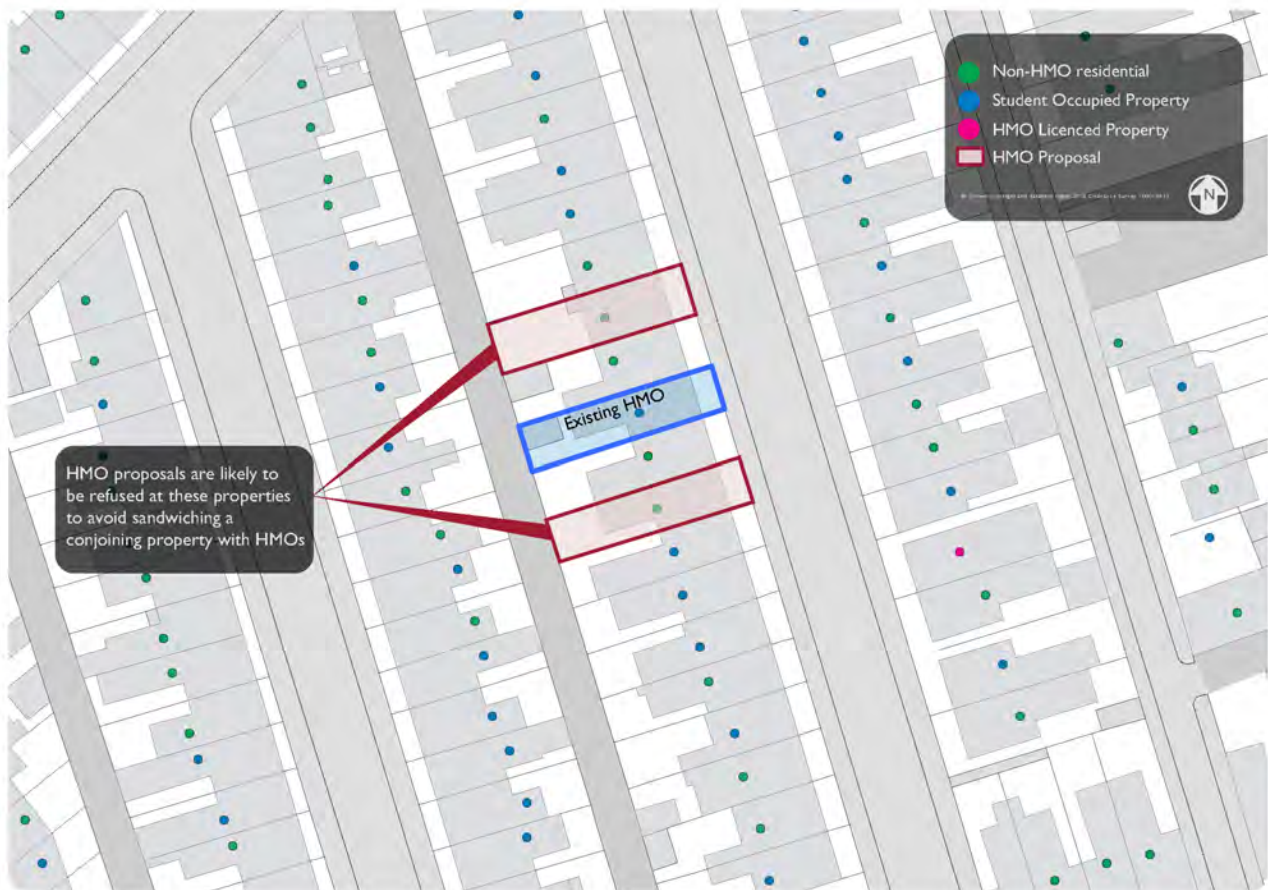 Non-HMO residential
Student Occupied Property
HMO Licenced Property
HMO Proposal
N
Existing HMO
HMO proposals are likely to
be refused at these properties
to avoid sandwiching a
conjoining property with HMOs